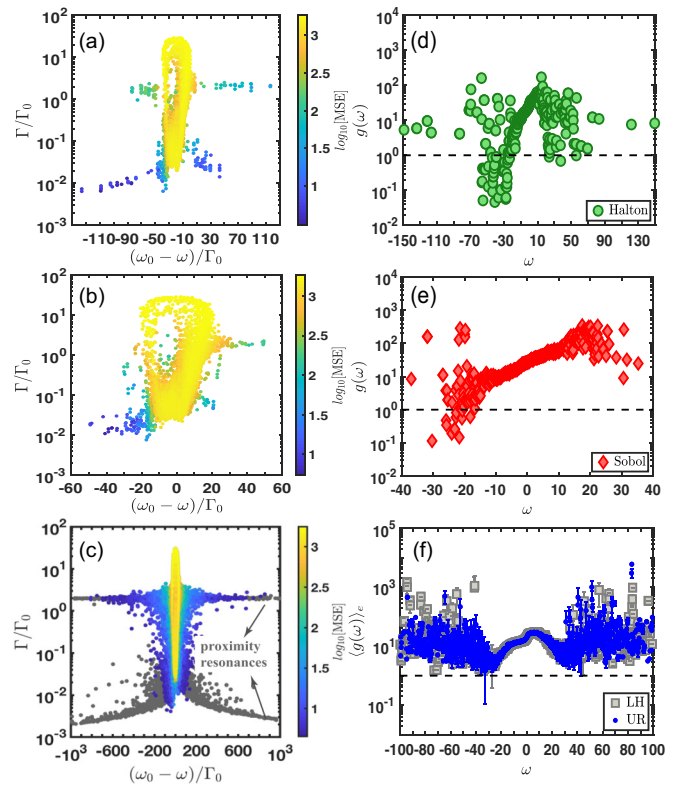 (a)
10²
10¹
10⁰
10⁻¹
10⁻²
10⁻³
Γ/Γ₀
-110 -90 -50 -10 30 70 110
(ω₀ − ω)/Γ₀
3
2.5
2
1.5
1
log₁₀[MSE]
(d)
10⁴
10³
10²
10¹
10⁰
10⁻¹
10⁻²
g(ω)
-150 -110 -70 -30 10 50 90 150
ω
Halton
(b)
10²
10¹
10⁰
10⁻¹
10⁻²
10⁻³
Γ/Γ₀
-60 -40 -20 0 20 40 60
(ω₀ − ω)/Γ₀
3
2.5
2
1.5
1
log₁₀[MSE]
(e)
10⁴
10³
10²
10¹
10⁰
10⁻¹
10⁻²
g(ω)
-40 -30 -20 -10 0 10 20 30 40
ω
Sobol
(c)
10²
10¹
10⁰
10⁻¹
10⁻²
10⁻³
Γ/Γ₀
proximity
resonances
-10³ -600 -200 200 600 10³
(ω₀ − ω)/Γ₀
3
2.5
2
1.5
1
log₁₀[MSE]
(f)
10⁵
10³
10¹
10⁻¹
⟨g(ω)⟩ₑ
-100 -80 -60 -40 -20 0 20 40 60 80 100
ω
LH
UR